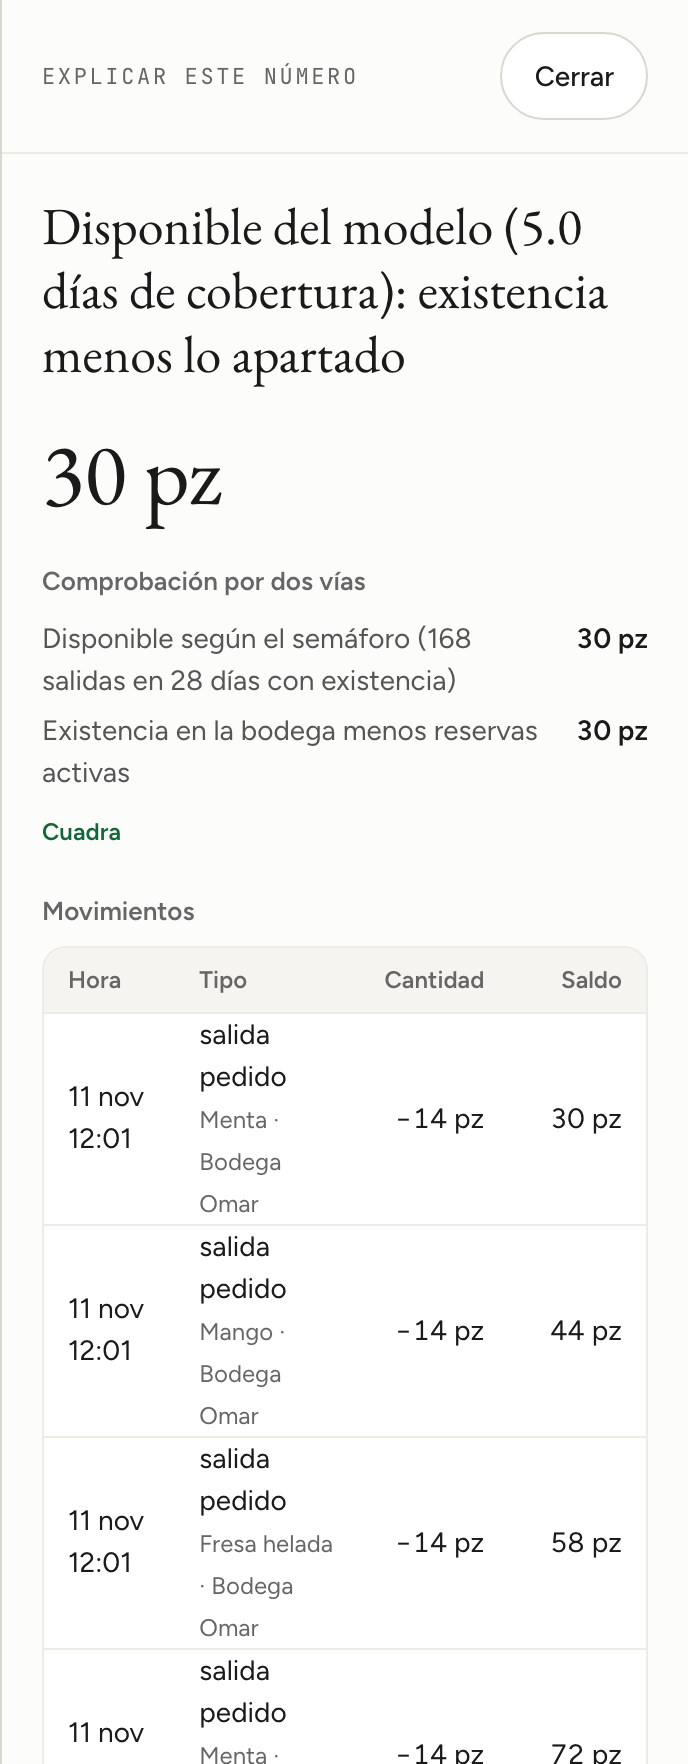 EXPLICAR ESTE NÚMERO
Cerrar
Disponible del modelo (5.0
días de cobertura): existencia
menos lo apartado
30 pz
Comprobación por dos vías
Disponible según el semáforo (168
salidas en 28 días con existencia)
30 pz
Existencia en la bodega menos reservas
activas
30 pz
Cuadra
Movimientos
Hora Tipo Cantidad Saldo
11 nov
12:01
salida
pedido
Menta ·
Bodega
Omar
−14 pz
30 pz
11 nov
12:01
salida
pedido
Mango ·
Bodega
Omar
−14 pz
44 pz
11 nov
12:01
salida
pedido
Fresa helada
· Bodega
Omar
−14 pz
58 pz
11 nov
salida
pedido
Menta ·
−14 pz
72 pz